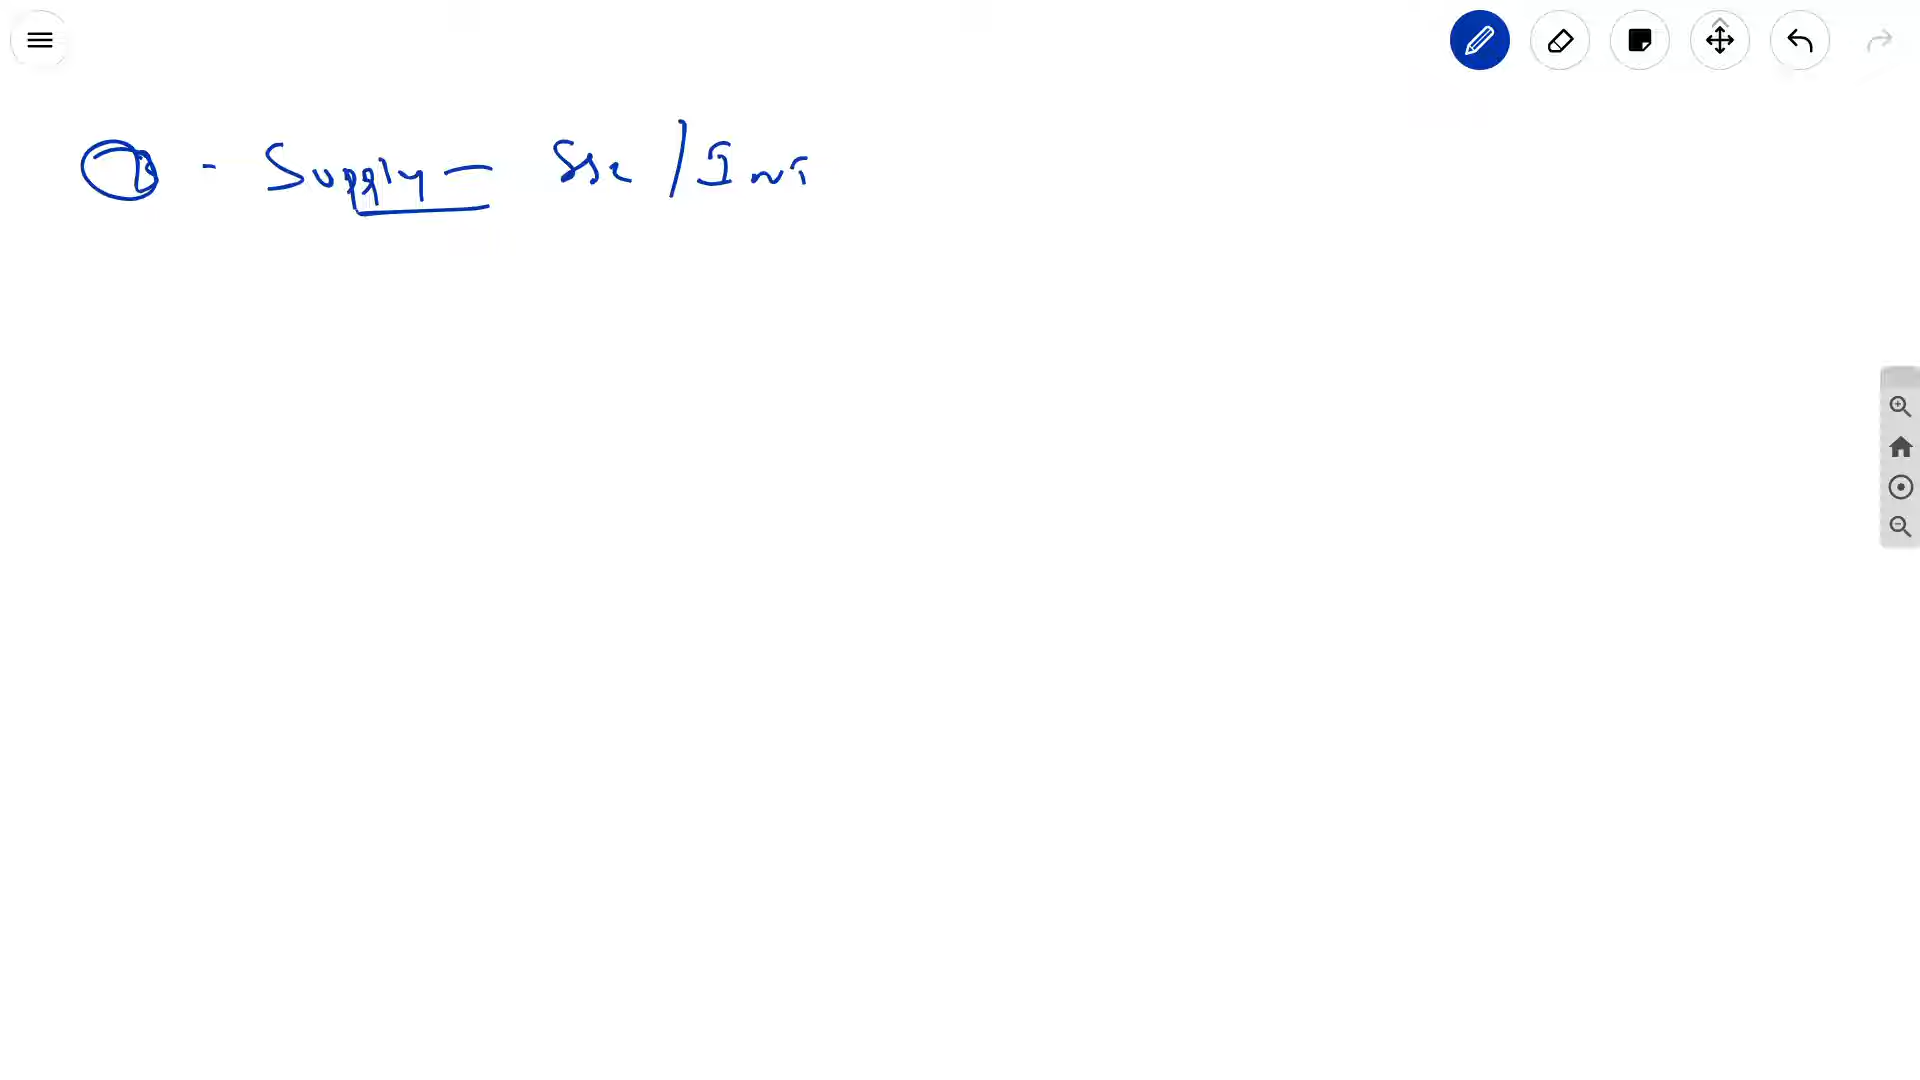 - Supply - SSC / Int